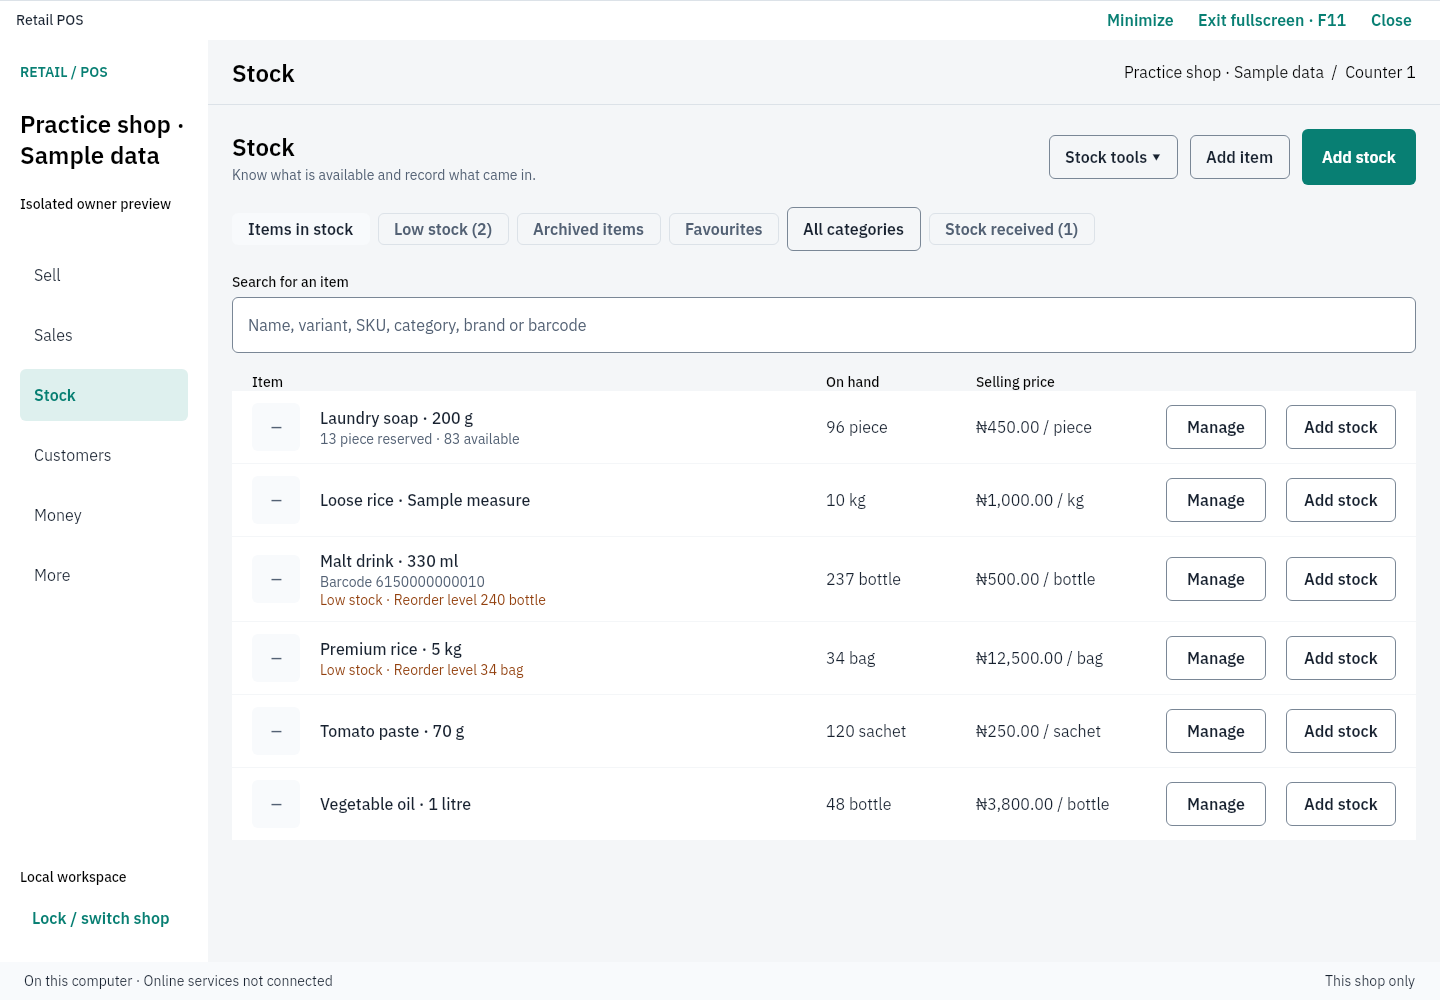 Retail POS
Minimize
Exit fullscreen · F11
Close
RETAIL / POS
Practice shop ·
Sample data
Isolated owner preview
Sell
Sales
Stock
Customers
Money
More
Local workspace
Lock / switch shop
Stock
Practice shop · Sample data / Counter 1
Stock
Know what is available and record what came in.
Stock tools ▾
Add item
Add stock
Items in stock
Low stock (2)
Archived items
Favourites
All categories
Stock received (1)
Search for an item
Name, variant, SKU, category, brand or barcode
Item On hand Selling price
– Laundry soap · 200 g
13 piece reserved · 83 available
96 piece ₦450.00 / piece Manage Add stock
– Loose rice · Sample measure 10 kg ₦1,000.00 / kg Manage Add stock
– Malt drink · 330 ml
Barcode 6150000000010
Low stock · Reorder level 240 bottle
237 bottle ₦500.00 / bottle Manage Add stock
– Premium rice · 5 kg
Low stock · Reorder level 34 bag
34 bag ₦12,500.00 / bag Manage Add stock
– Tomato paste · 70 g 120 sachet ₦250.00 / sachet Manage Add stock
– Vegetable oil · 1 litre 48 bottle ₦3,800.00 / bottle Manage Add stock
On this computer · Online services not connected
This shop only